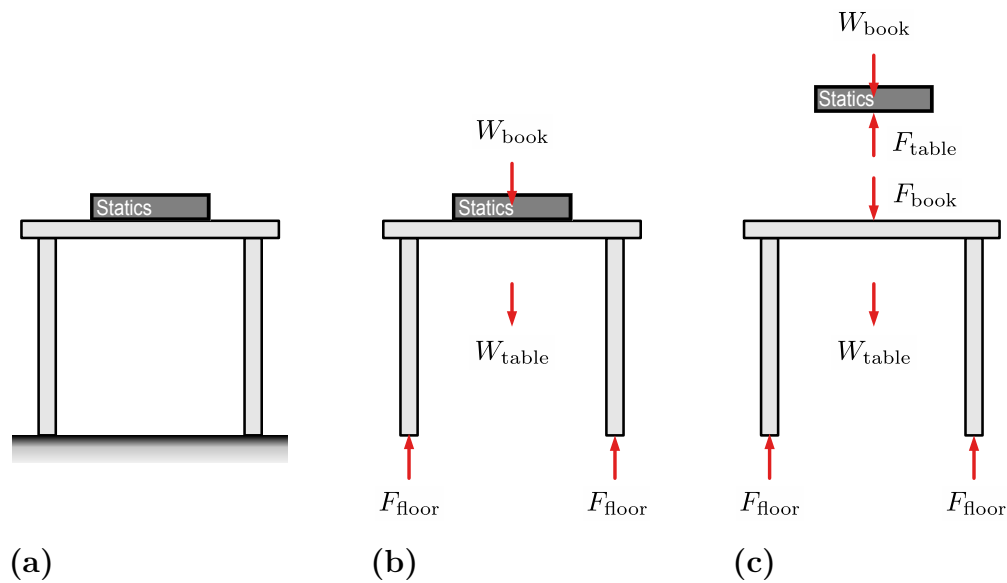 Statics
(a)
W_book
Statics
W_table
F_floor F_floor
(b)
W_book
Statics
F_table
F_book
W_table
F_floor F_floor
(c)